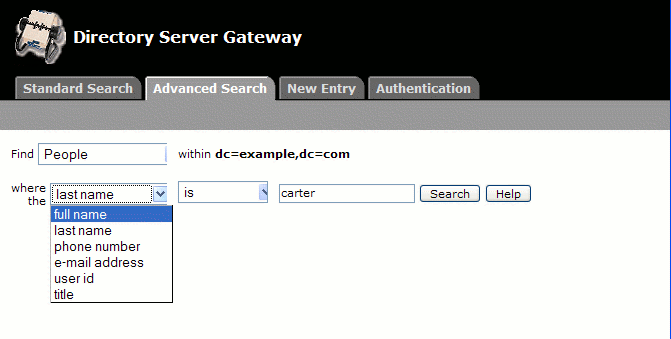 Directory Server Gateway
Standard Search Advanced Search New Entry Authentication
Find People within dc=example,dc=com
where the last name is carter Search Help
full name
last name
phone number
e-mail address
user id
title